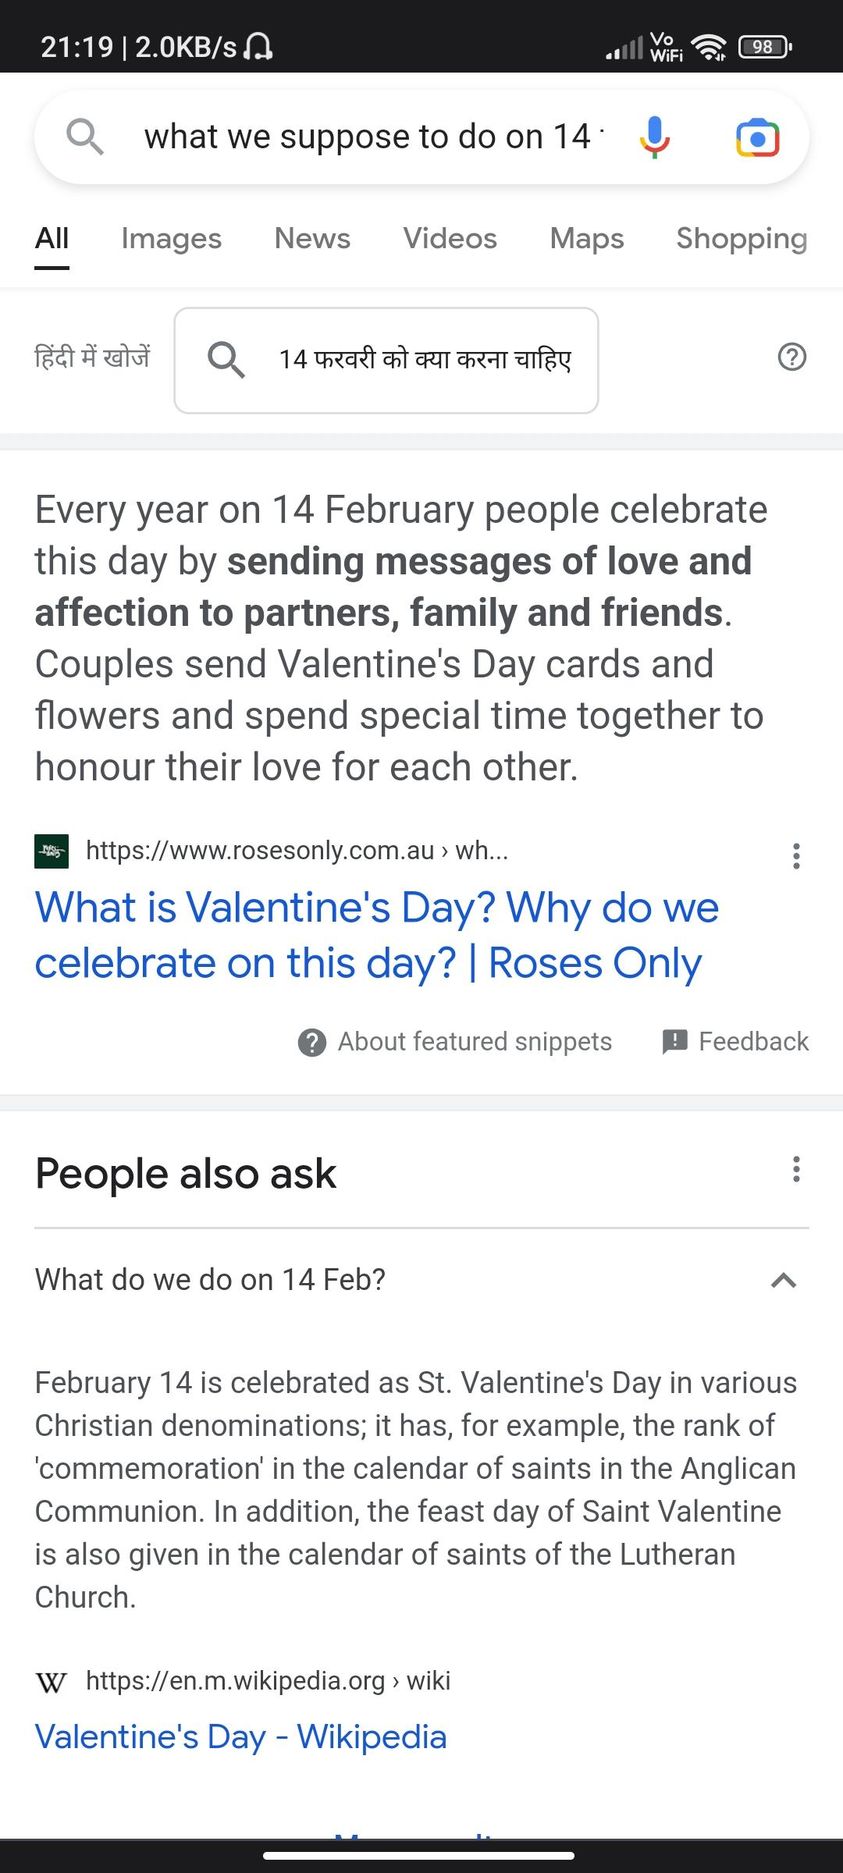 21:19 | 2.0KB/s
Vo
WiFi
98
what we suppose to do on 14
All Images News Videos Maps Shopping
हिंदी में खोजें 14 फरवरी को क्या करना चाहिए
Every year on 14 February people celebrate
this day by sending messages of love and
affection to partners, family and friends.
Couples send Valentine's Day cards and
flowers and spend special time together to
honour their love for each other.
https://www.rosesonly.com.au › wh...
What is Valentine's Day? Why do we
celebrate on this day? | Roses Only
About featured snippets Feedback
People also ask
What do we do on 14 Feb?
February 14 is celebrated as St. Valentine's Day in various
Christian denominations; it has, for example, the rank of
'commemoration' in the calendar of saints in the Anglican
Communion. In addition, the feast day of Saint Valentine
is also given in the calendar of saints of the Lutheran
Church.
W https://en.m.wikipedia.org › wiki
Valentine's Day - Wikipedia